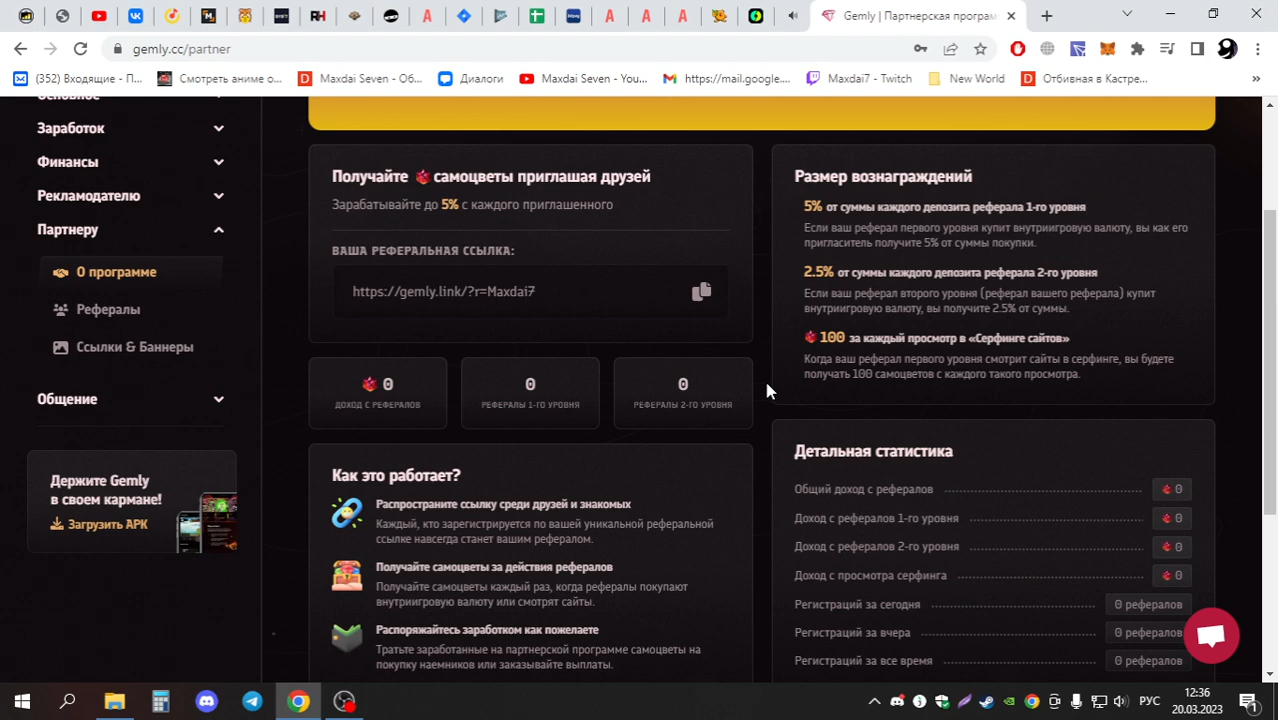 Gemly | Партнерская програм
gemly.cc/partner
(352) Входящие - П...
Смотреть аниме о...
Maxdai Seven - Об...
Диалоги
Maxdai Seven - You...
https://mail.google....
Maxdai7 - Twitch
New World
Отбивная в Кастре...
Основное
Заработок
Финансы
Рекламодателю
Партнеру
О программе
Рефералы
Ссылки & Баннеры
Общение
Держите Gemly
в своем кармане!
Загрузить APK
Получайте самоцветы приглашая друзей
Зарабатывайте до 5% с каждого приглашенного
ВАША РЕФЕРАЛЬНАЯ ССЫЛКА:
https://gemly.link/?r=Maxdai7
0
ДОХОД С РЕФЕРАЛОВ
0
РЕФЕРАЛЫ 1-ГО УРОВНЯ
0
РЕФЕРАЛЫ 2-ГО УРОВНЯ
Как это работает?
Распространите ссылку среди друзей и знакомых
Каждый, кто зарегистрируется по вашей уникальной реферальной
ссылке навсегда станет вашим рефералом.
Получайте самоцветы за действия рефералов
Получайте самоцветы каждый раз, когда рефералы покупают
внутриигровую валюту или смотрят сайты.
Распоряжайтесь заработком как пожелаете
Тратьте заработанные на партнерской программе самоцветы на
покупку наемников или заказывайте выплаты.
Размер вознаграждений
5% от суммы каждого депозита реферала 1-го уровня
Если ваш реферал первого уровня купит внутриигровую валюту, вы как его
пригласитель получите 5% от суммы покупки.
2.5% от суммы каждого депозита реферала 2-го уровня
Если ваш реферал второго уровня (реферал вашего реферала) купит
внутриигровую валюту, вы получите 2.5% от суммы.
100 за каждый просмотр в «Серфинге сайтов»
Когда ваш реферал первого уровня смотрит сайты в серфинге, вы будете
получать 100 самоцветов с каждого такого просмотра.
Детальная статистика
Общий доход с рефералов 0
Доход с рефералов 1-го уровня 0
Доход с рефералов 2-го уровня 0
Доход с просмотра серфинга 0
Регистраций за сегодня 0 рефералов
Регистраций за вчера 0 рефералов
Регистраций за все время 0 рефералов
РУС
12:36
20.03.2023